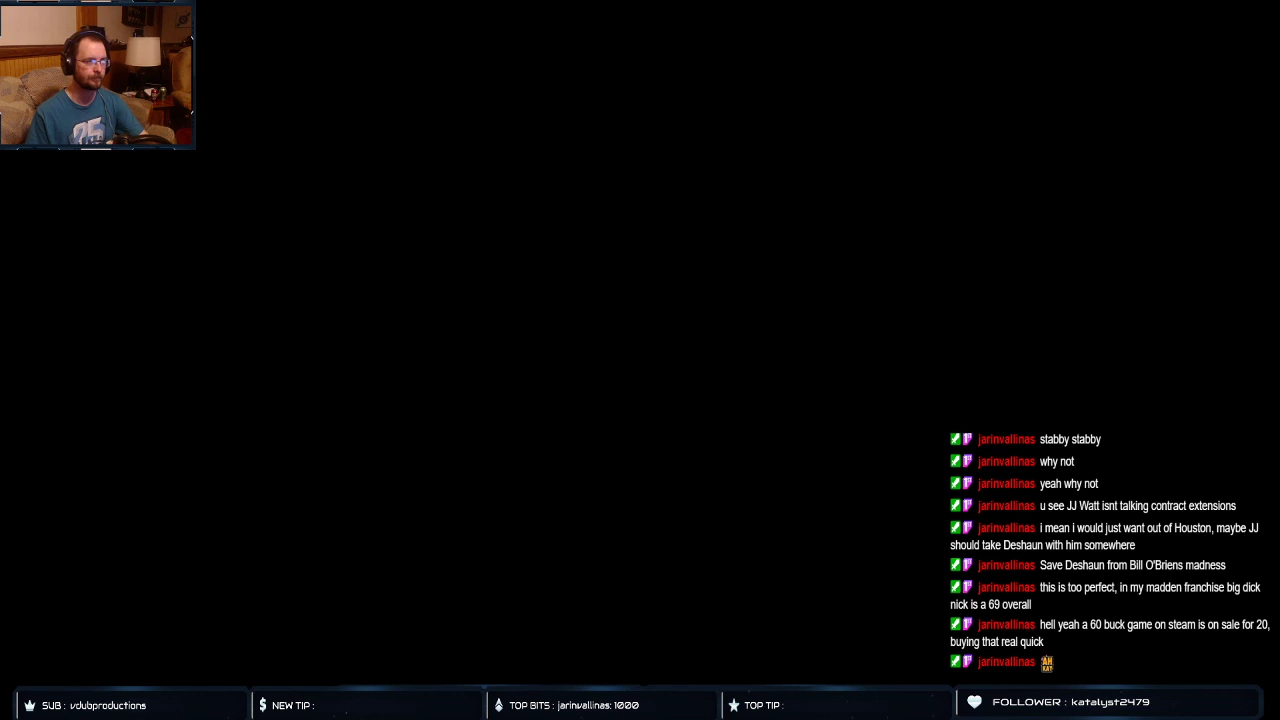 jarinvallinas stabby stabby
jarinvallinas why not
jarinvallinas yeah why not
jarinvallinas u see JJ Watt isnt talking contract extensions
jarinvallinas i mean i would just want out of Houston, maybe JJ
should take Deshaun with him somewhere
jarinvallinas Save Deshaun from Bill O'Briens madness
jarinvallinas this is too perfect, in my madden franchise big dick
nick is a 69 overall
jarinvallinas hell yeah a 60 buck game on steam is on sale for 20,
buying that real quick
jarinvallinas
SUB : vdubproductions
NEW TIP :
TOP BITS : jarinvallinas: 1000
TOP TIP :
FOLLOWER : katalyst2479